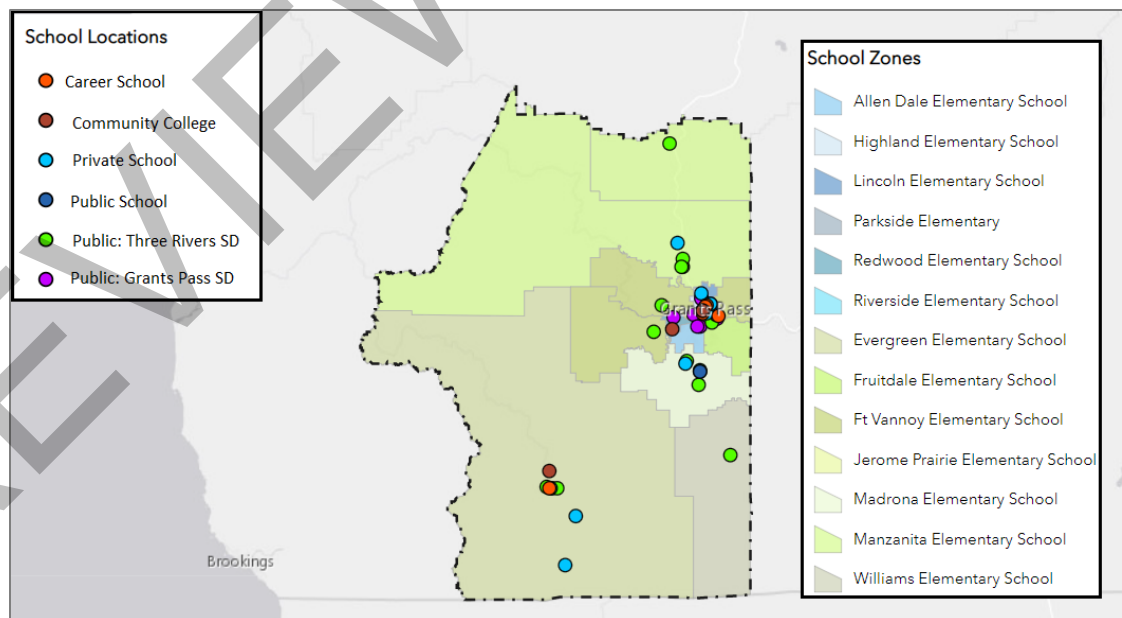 School Locations
Career School
Community College
Private School
Public School
Public: Three Rivers SD
Public: Grants Pass SD
School Zones
Allen Dale Elementary School
Highland Elementary School
Lincoln Elementary School
Parkside Elementary
Redwood Elementary School
Riverside Elementary School
Evergreen Elementary School
Fruitdale Elementary School
Ft Vannoy Elementary School
Jerome Prairie Elementary School
Madrona Elementary School
Manzanita Elementary School
Williams Elementary School
Grants Pass
Brookings